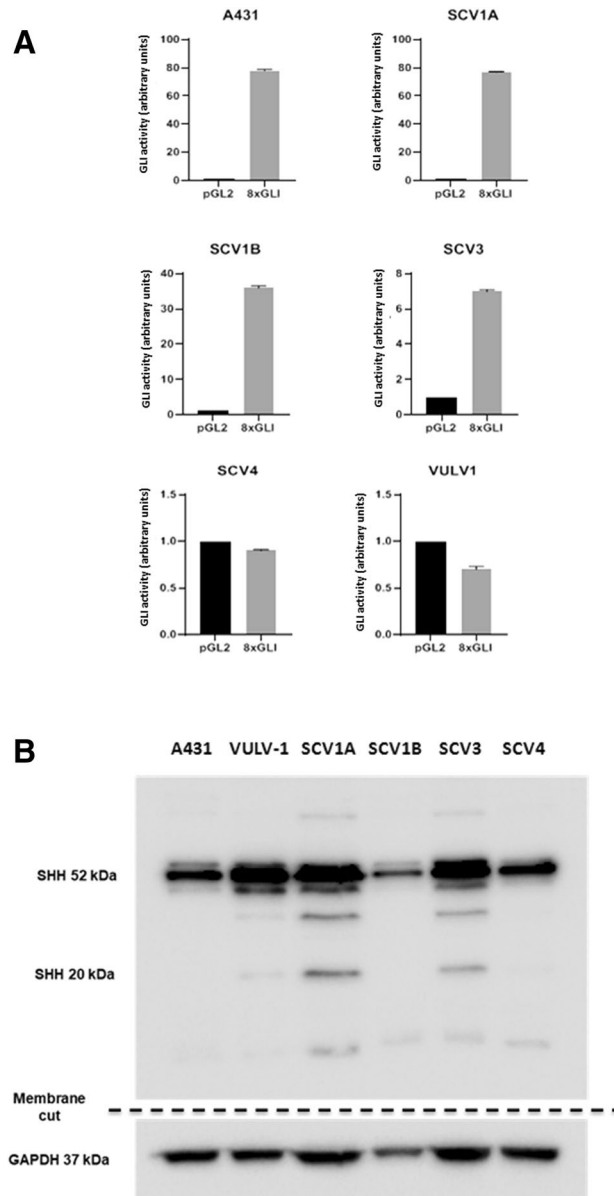 A
A431
GLI activity (arbitrary units)
80
60
40
20
0
pGL2 8xGLI
SCV1A
GLI activity (arbitrary units)
100
80
60
40
20
0
pGL2 8xGLI
SCV1B
GLI activity (arbitrary units)
40
30
20
10
0
pGL2 8xGLI
SCV3
GLI activity (arbitrary units)
8
6
4
2
0
pGL2 8xGLI
SCV4
GLI activity (arbitrary units)
1.5
1.0
0.5
0.0
pGL2 8xGLI
VULV1
GLI activity (arbitrary units)
1.5
1.0
0.5
0.0
pGL2 8xGLI
B
A431 VULV-1 SCV1A SCV1B SCV3 SCV4
SHH 52 kDa
SHH 20 kDa
Membrane
cut
GAPDH 37 kDa